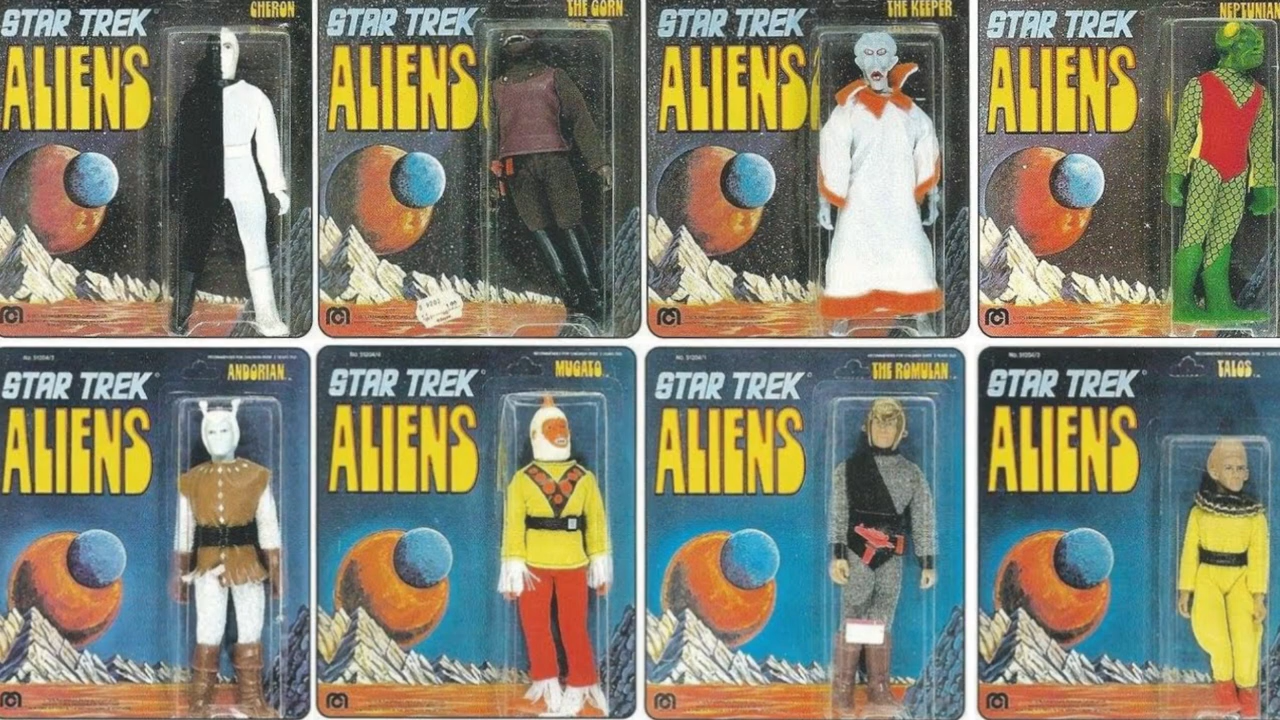 CHERON
STAR TREK
ALIENS
THE GORN
STAR TREK
ALIENS
THE KEEPER
STAR TREK
ALIENS
NEPTUNIAN
STAR TREK
ALIENS
ANDORIAN
STAR TREK
ALIENS
MUGATO
STAR TREK
ALIENS
THE ROMULAN
STAR TREK
ALIENS
TALOS
STAR TREK
ALIENS